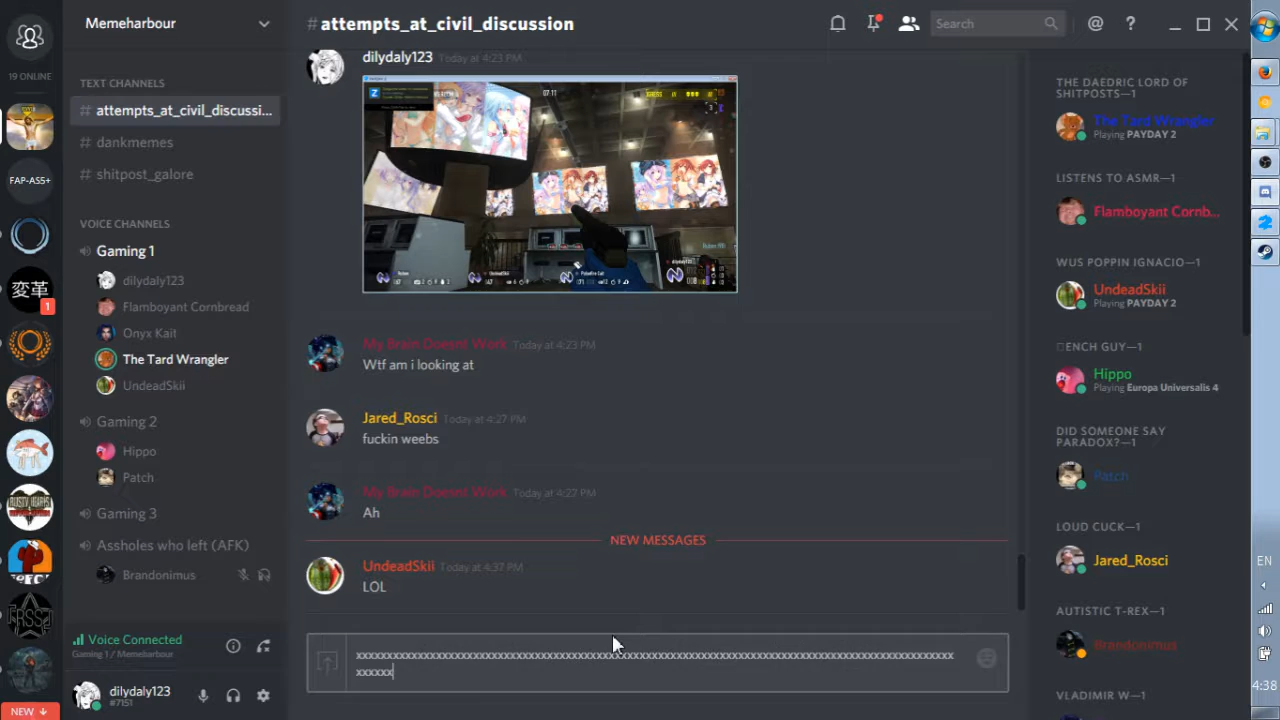 Memeharbour
#attempts_at_civil_discussion
Search
19 ONLINE
FAP-AS5+
変革
1
NEW
TEXT CHANNELS
# attempts_at_civil_discussi...
# dankmemes
# shitpost_galore
VOICE CHANNELS
Gaming 1
dilydaly123
Flamboyant Cornbread
Onyx Kait
The Tard Wrangler
UndeadSkii
Gaming 2
Hippo
Patch
Gaming 3
Assholes who left (AFK)
Brandonimus
Voice Connected
Gaming 1 / Memeharbour
dilydaly123
#7151
dilydaly123 Today at 4:23 PM
My Brain Doesnt Work Today at 4:23 PM
Wtf am i looking at
Jared_Rosci Today at 4:27 PM
fuckin weebs
My Brain Doesnt Work Today at 4:27 PM
Ah
NEW MESSAGES
UndeadSkii Today at 4:37 PM
LOL
THE DAEDRIC LORD OF
SHITPOSTS—1
The Tard Wrangler
Playing PAYDAY 2
LISTENS TO ASMR—1
Flamboyant Cornb...
WUS POPPIN IGNACIO—1
UndeadSkii
Playing PAYDAY 2
ENCH GUY—1
Hippo
Playing Europa Universalis 4
DID SOMEONE SAY
PARADOX?—1
Patch
LOUD CUCK—1
Jared_Rosci
AUTISTIC T-REX—1
Brandonimus
VLADIMIR W—1
EN
4:38